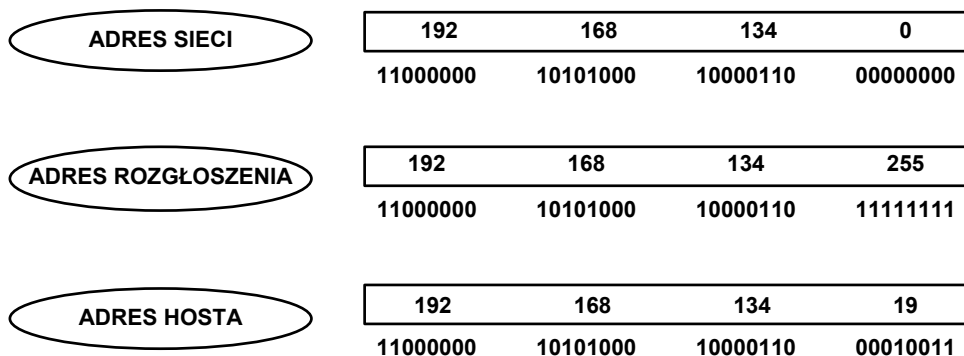 ADRES SIECI 192 168 134 0
11000000 10101000 10000110 00000000
ADRES ROZGŁOSZENIA 192 168 134 255
11000000 10101000 10000110 11111111
ADRES HOSTA 192 168 134 19
11000000 10101000 10000110 00010011